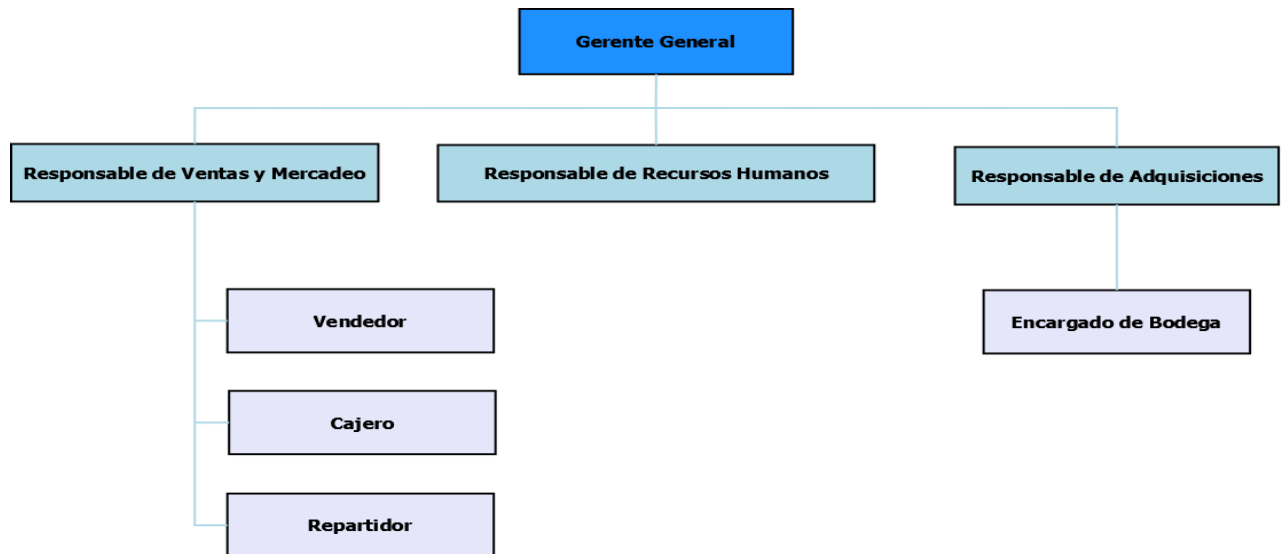 Gerente General
Responsable de Ventas y Mercadeo
Responsable de Recursos Humanos
Responsable de Adquisiciones
Vendedor
Encargado de Bodega
Cajero
Repartidor